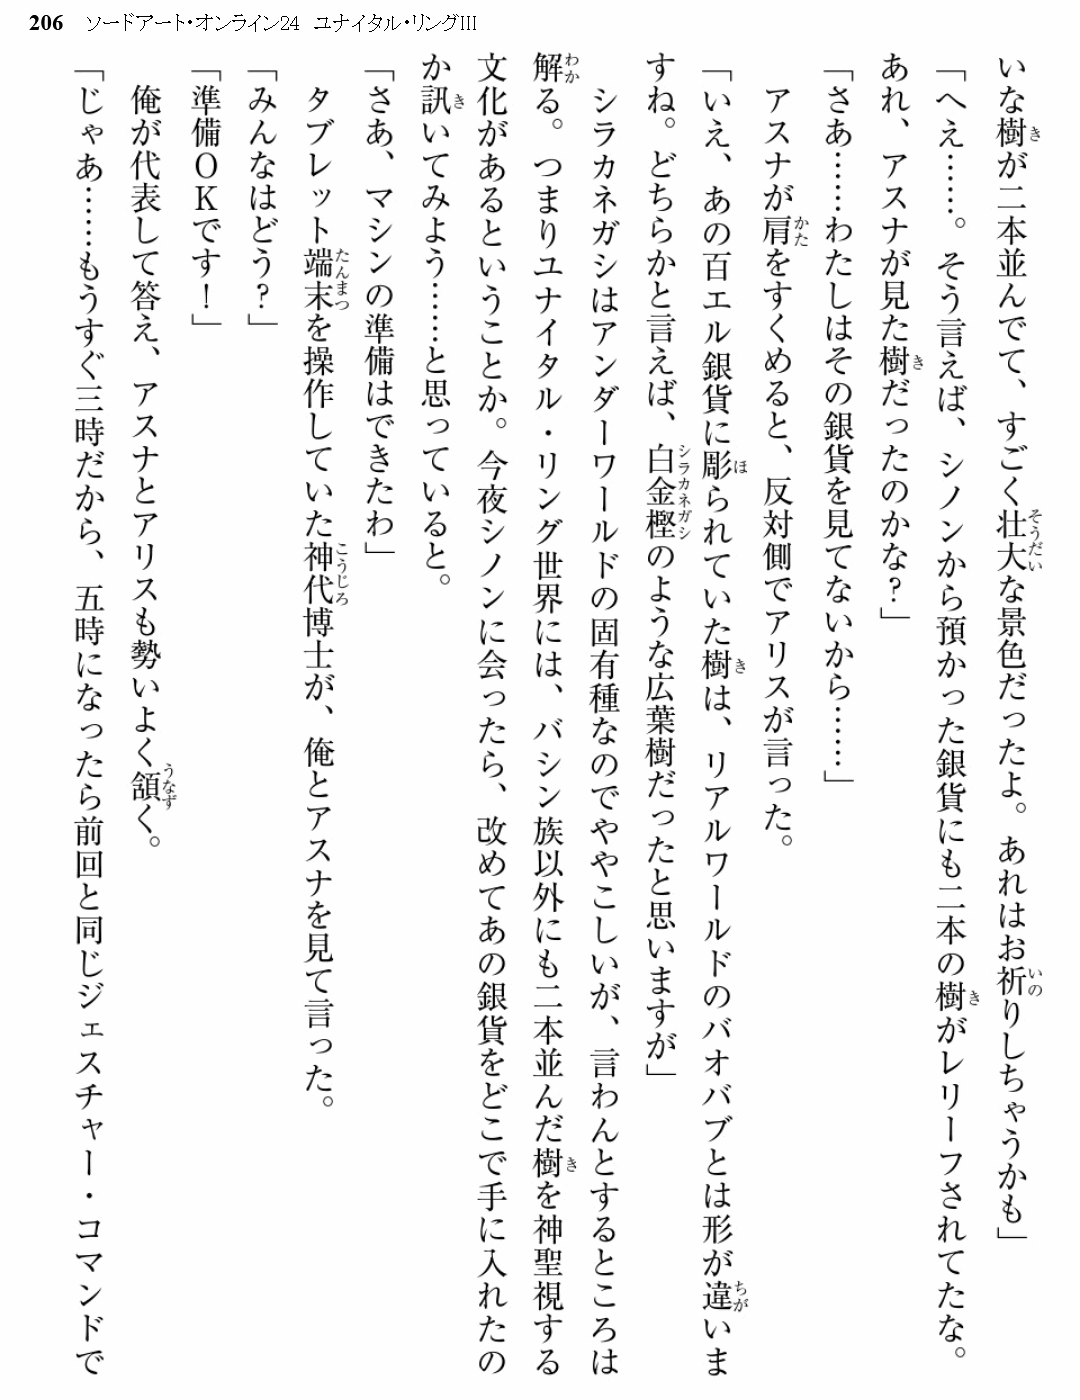 206 ソードアート・オンライン24 ユナイタル・リングIII
いな樹が二本並んでて、すごく壮大な景色だったよ。あれはお祈りしちゃうかも」
「へえ……。そう言えば、シノンから預かった銀貨にも二本の樹がレリーフされてたな。
あれ、アスナが見た樹だったのかな？」
「さあ……わたしはその銀貨を見てないから……」
アスナが肩をすくめると、反対側でアリスが言った。
「いえ、あの百エル銀貨に彫られていた樹は、リアルワールドのバオバブとは形が違いま
すね。どちらかと言えば、白金樫のような広葉樹だったと思いますが」
シラカネガシはアンダーワールドの固有種なのでややこしいが、言わんとするところは
解る。つまりユナイタル・リング世界には、バシン族以外にも二本並んだ樹を神聖視する
文化があるということか。今夜シノンに会ったら、改めてあの銀貨をどこで手に入れたの
か訊いてみよう……と思っていると。
「さあ、マシンの準備はできたわ」
タブレット端末を操作していた神代博士が、俺とアスナを見て言った。
「みんなはどう？」
「準備ＯＫです！」
俺が代表して答え、アスナとアリスも勢いよく頷く。
「じゃあ……もうすぐ三時だから、五時になったら前回と同じジェスチャー・コマンドで